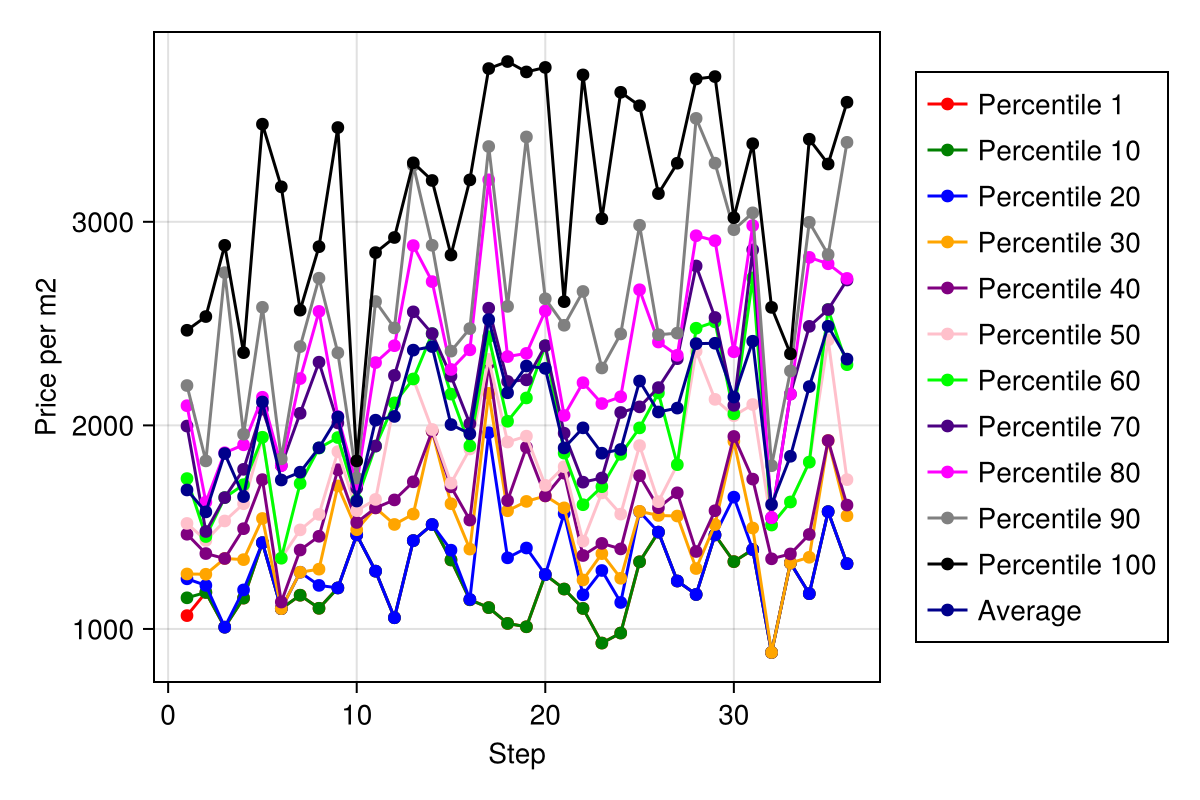 Price per m2
3000
2000
1000
0 10 20 30
Step
Percentile 1
Percentile 10
Percentile 20
Percentile 30
Percentile 40
Percentile 50
Percentile 60
Percentile 70
Percentile 80
Percentile 90
Percentile 100
Average